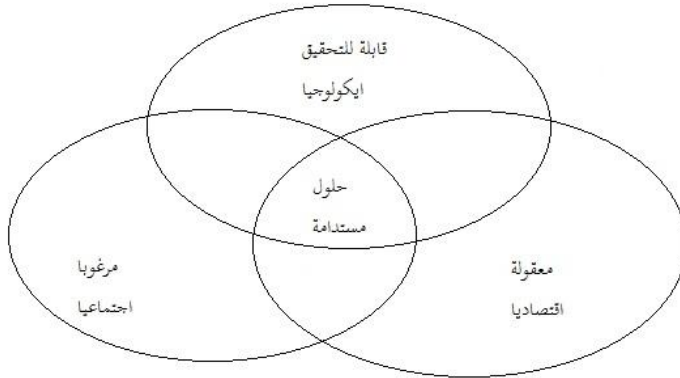 قابلة للتحقيق
ايكولوجيا
حلول
مستدامة
معقولة
اقتصاديا
مرغوبا
اجتماعيا